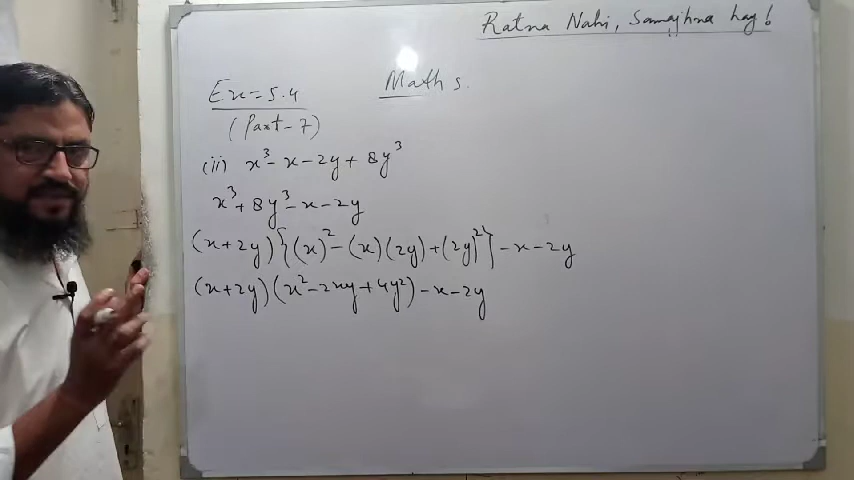 Ratna Nahi, Samajhna hay!
Maths.
Ex=5.4
(Part-7)
(ii) x³-x-2y+8y³
x³+8y³-x-2y
(x+2y){(x)²-(x)(2y)+(2y)²}-x-2y
(x+2y)(x²-2xy+4y²)-x-2y